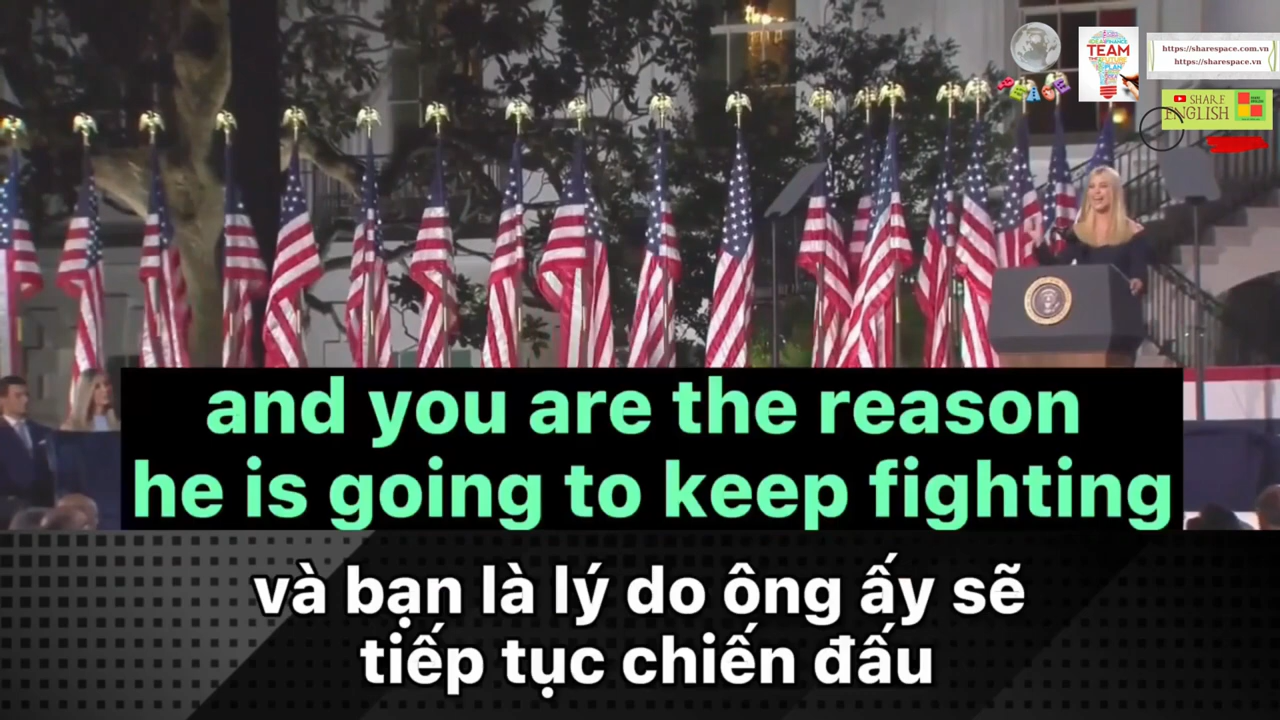 TEAM
PLAN
https://sharespace.com.vn
https://sharespace.vn
SHARE
ENGLISH
and you are the reason
he is going to keep fighting
và bạn là lý do ông ấy sẽ
tiếp tục chiến đấu